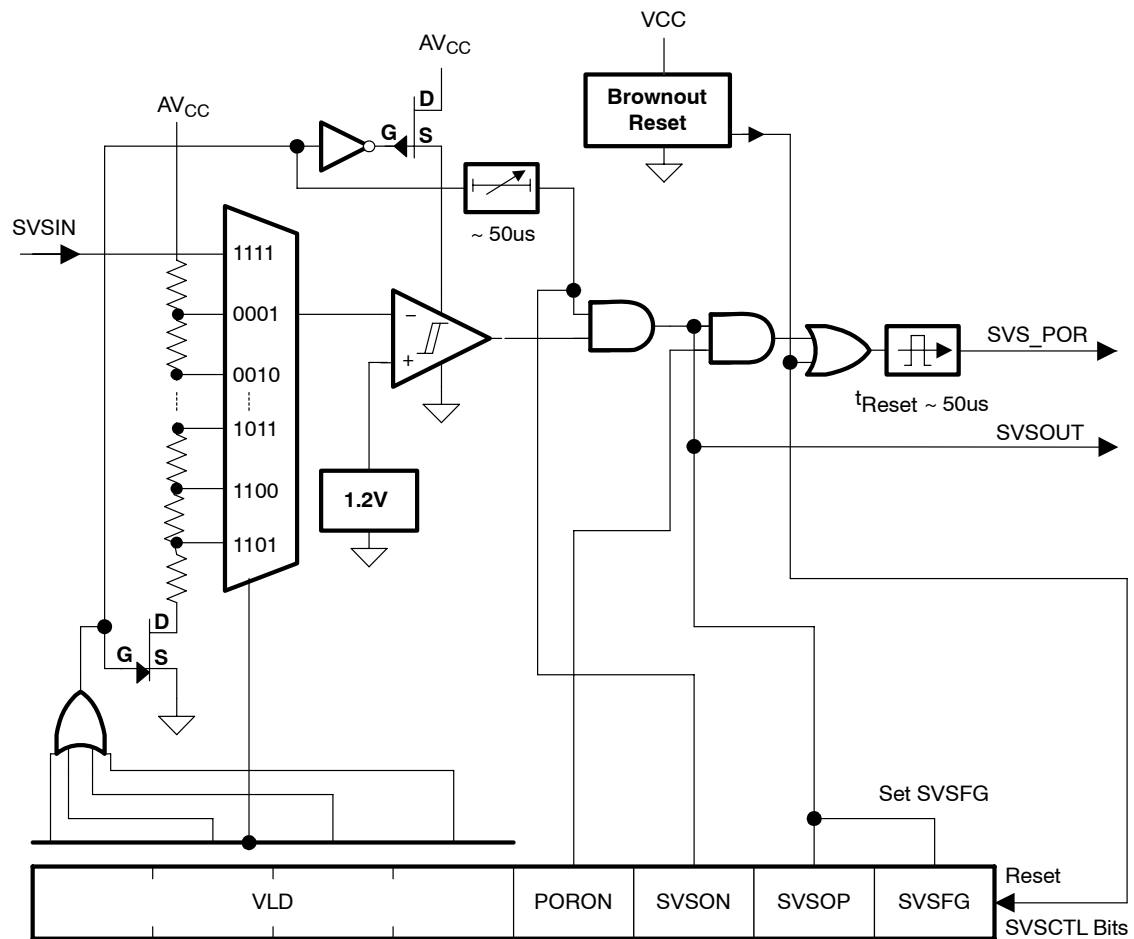 VCC
AVCC
Brownout
Reset
D
G
S
AVCC
~ 50us
SVSIN
1111
0001
0010
1011
1100
1101
−
+
1.2V
SVS_POR
tReset ~ 50us
SVSOUT
D
G
S
Set SVSFG
VLD
PORON
SVSON
SVSOP
SVSFG
Reset
SVSCTL Bits